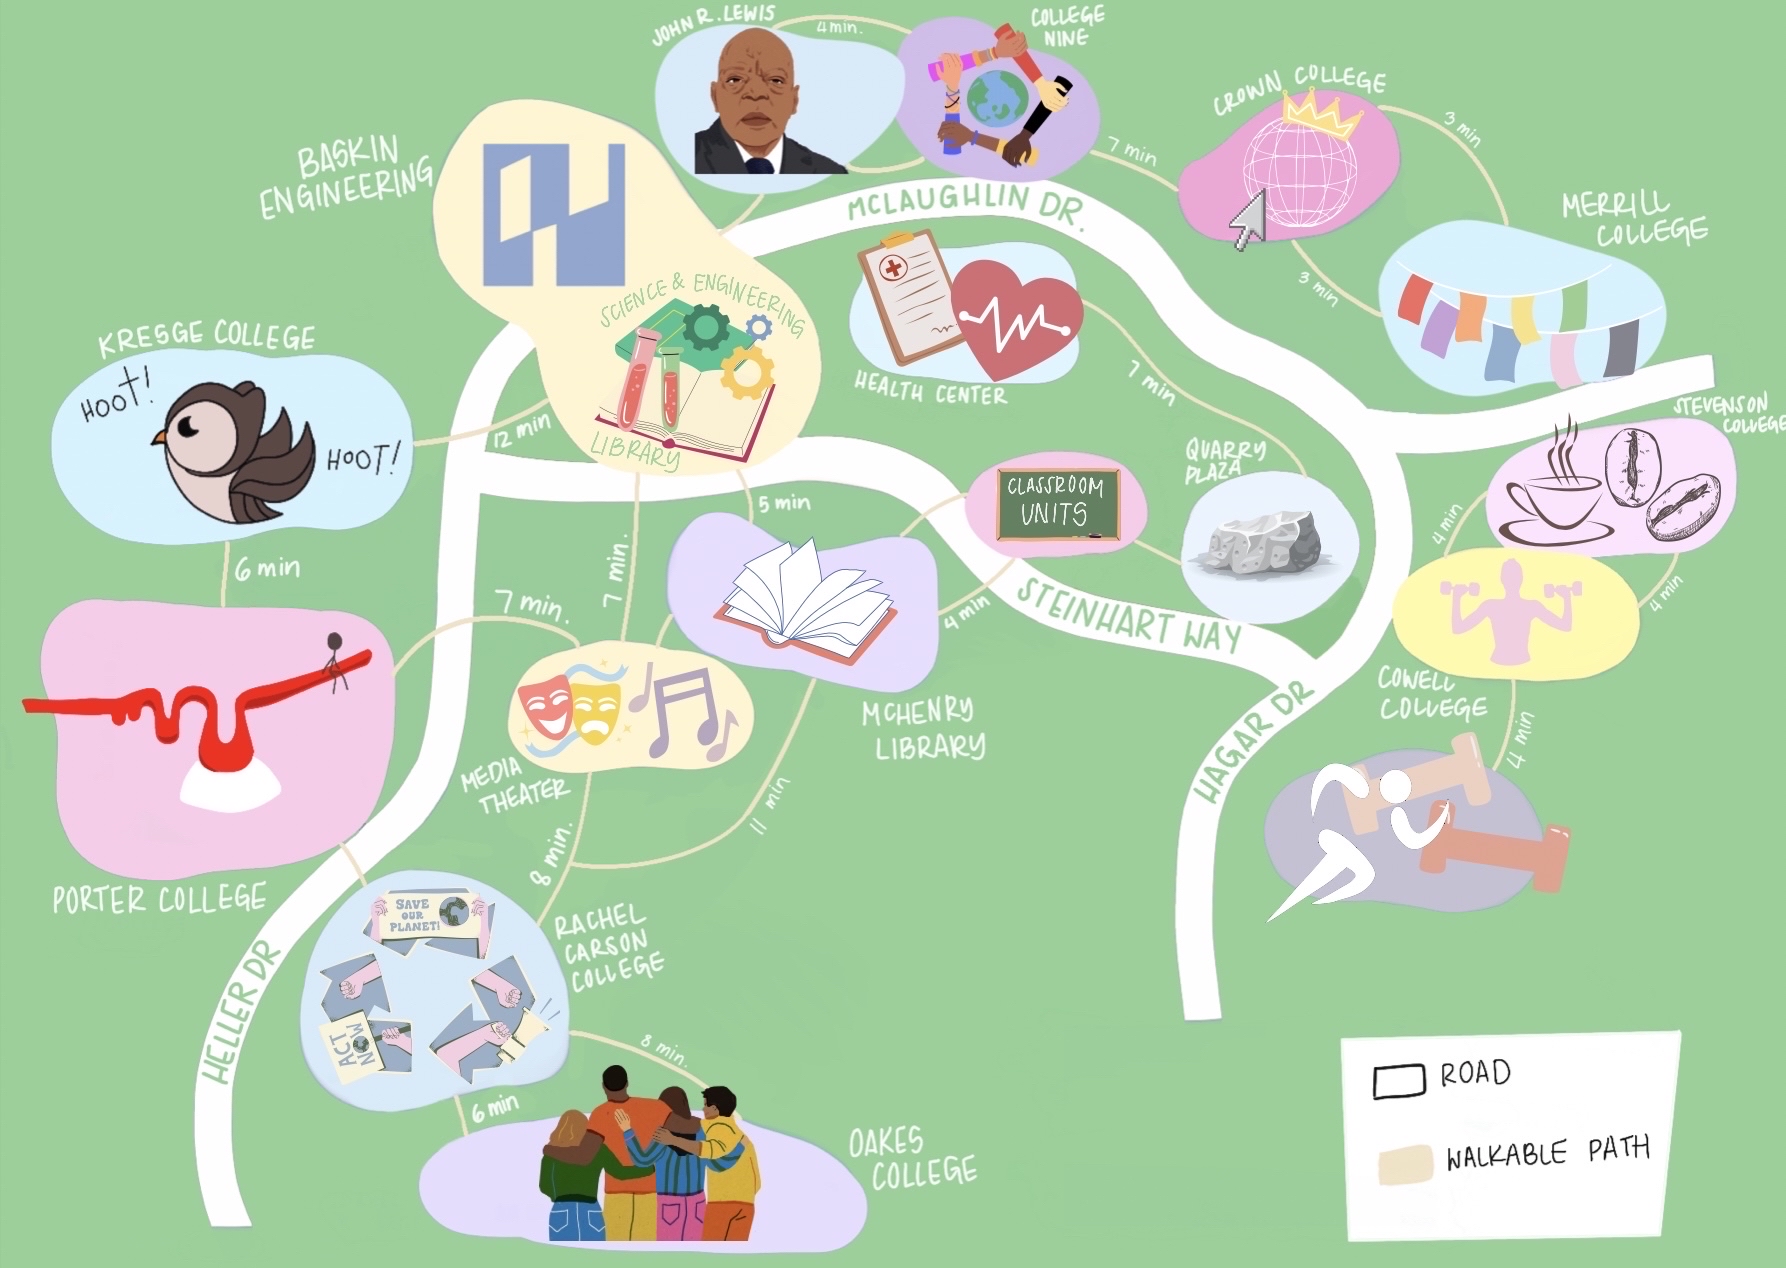 JOHN R. LEWIS
4 min.
COLLEGE
NINE
CROWN COLLEGE
3 min
7 min
BASKIN
ENGINEERING
MCLAUGHLIN DR.
MERRILL
COLLEGE
3 min
SCIENCE & ENGINEERING
LIBRARY
KRESGE COLLEGE
HOOT!
HOOT!
12 min
HEALTH CENTER
7 min
STEVENSON
COLLEGE
QUARRY
PLAZA
CLASSROOM
UNITS
5 min
4 min
6 min
7 min.
7 min.
4 min
STEINHART WAY
4 min
COWELL
COLLEGE
HAGAR DR
4 min
MCHENRY
LIBRARY
MEDIA
THEATER
11 min
8 min.
PORTER COLLEGE
SAVE
OUR
PLANET!
RACHEL
CARSON
COLLEGE
HELLER DR
ACT
NOW
8 min.
6 min
OAKES
COLLEGE
ROAD
WALKABLE PATH